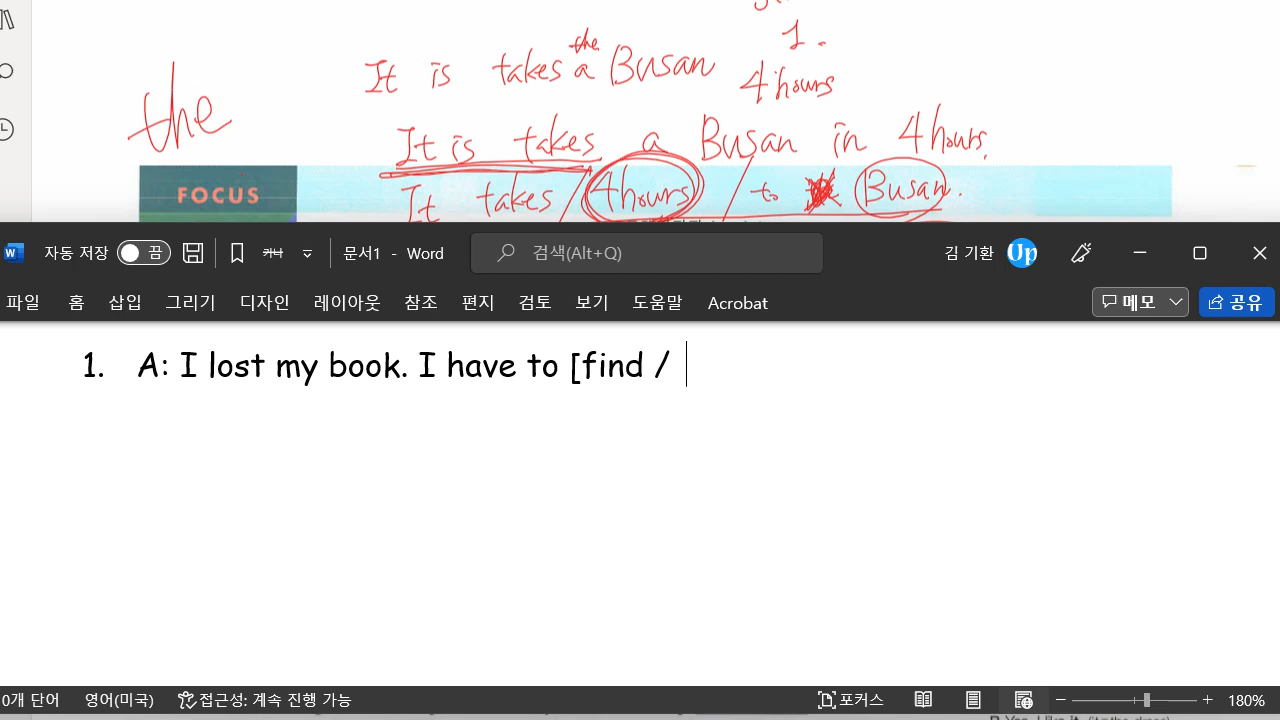 1.
the
It is takes a Busan
4 hours
the
It is takes a Busan in 4 hours.
FOCUS
It takes / 4 hours / to Busan.
자동 저장 끔 가나 문서1 - Word 검색(Alt+Q) 김 기환 Up
파일 홈 삽입 그리기 디자인 레이아웃 참조 편지 검토 보기 도움말 Acrobat 메모 공유
1. A: I lost my book. I have to [find /
0개 단어 영어(미국) 접근성: 계속 진행 가능 포커스 180%